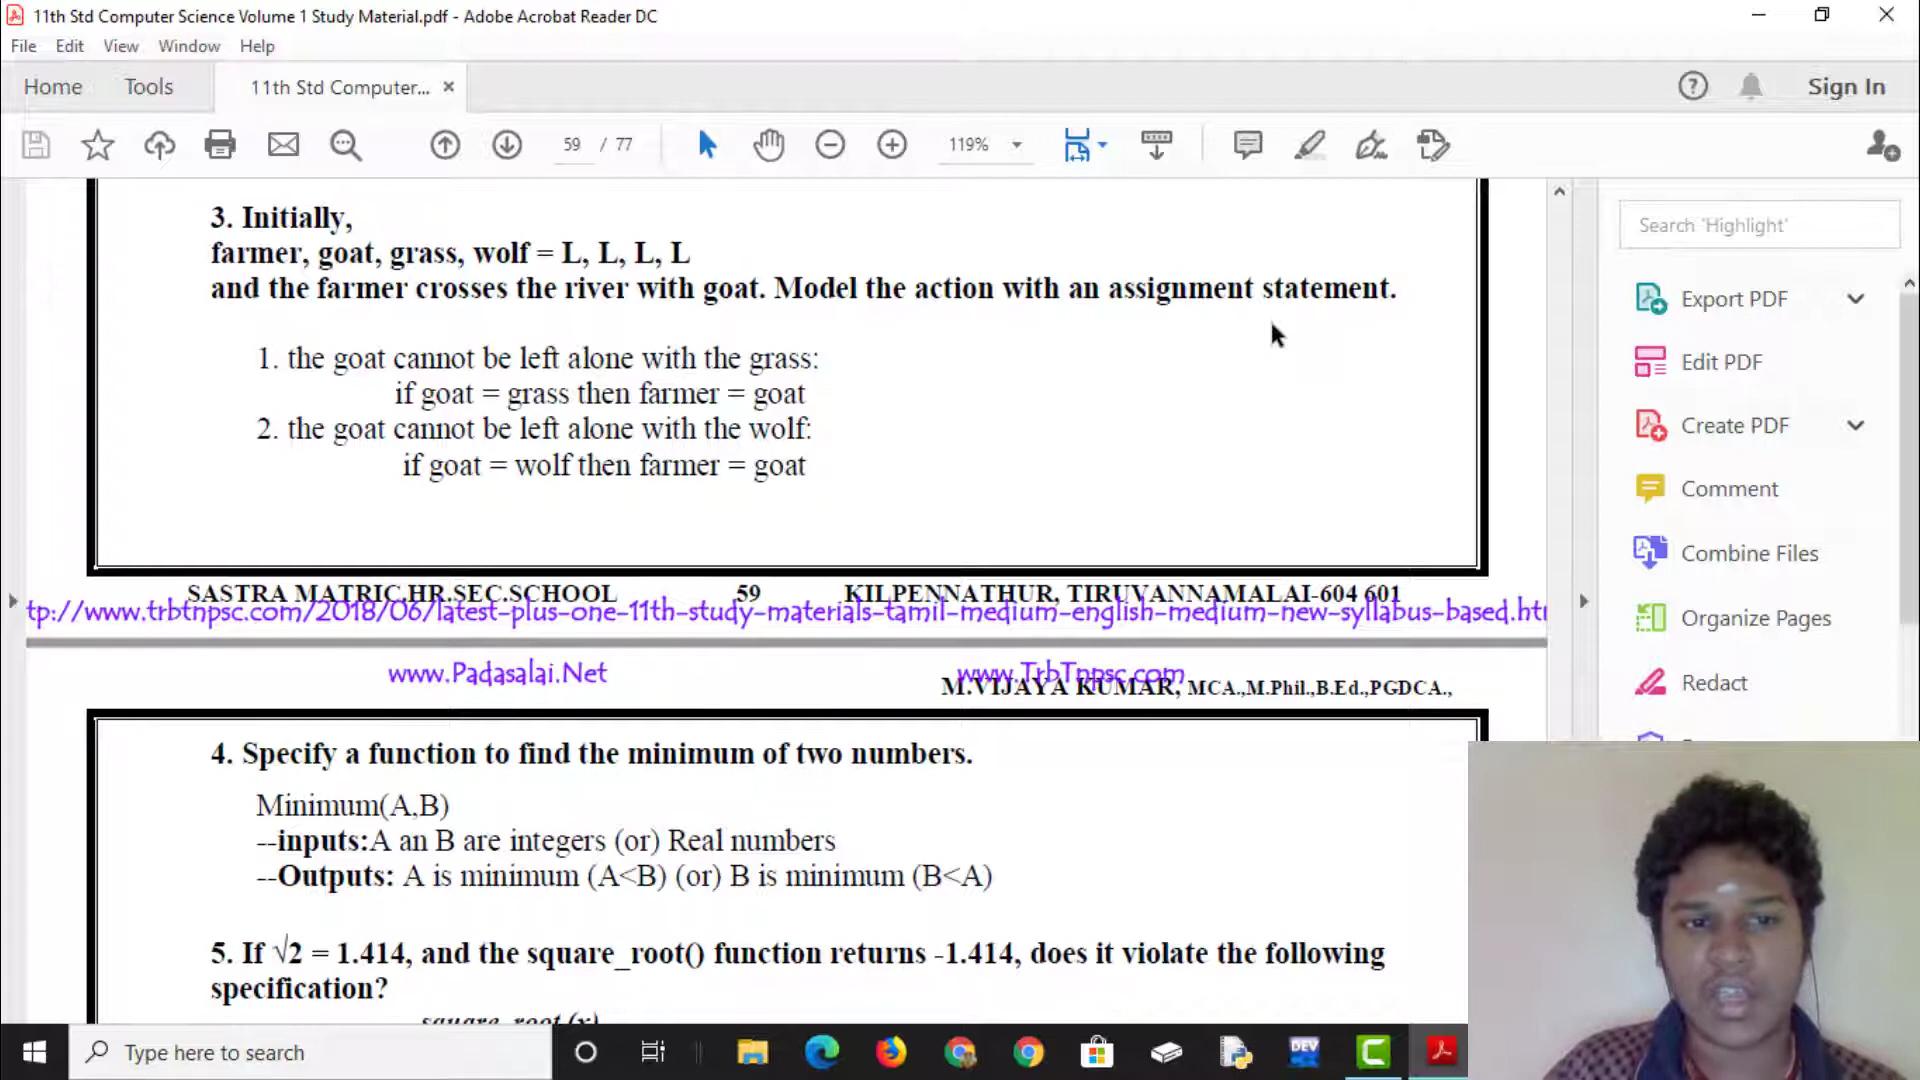 11th Std Computer Science Volume 1 Study Material.pdf - Adobe Acrobat Reader DC
File Edit View Window Help
Home Tools 11th Std Computer... × Sign In
59 / 77 119%
3. Initially,
farmer, goat, grass, wolf = L, L, L, L
and the farmer crosses the river with goat. Model the action with an assignment statement.
1. the goat cannot be left alone with the grass:
if goat = grass then farmer = goat
2. the goat cannot be left alone with the wolf:
if goat = wolf then farmer = goat
SASTRA MATRIC.HR.SEC.SCHOOL 59 KILPENNATHUR, TIRUVANNAMALAI-604 601
tp://www.trbtnpsc.com/2018/06/latest-plus-one-11th-study-materials-tamil-medium-english-medium-new-syllabus-based.htm
www.Padasalai.Net www.TrbTnpsc.com
M.VIJAYA KUMAR, MCA.,M.Phil.,B.Ed.,PGDCA.,
4. Specify a function to find the minimum of two numbers.
Minimum(A,B)
--inputs:A an B are integers (or) Real numbers
--Outputs: A is minimum (A<B) (or) B is minimum (B<A)
5. If √2 = 1.414, and the square_root() function returns -1.414, does it violate the following
specification?
square_root (x)
Search 'Highlight'
Export PDF
Edit PDF
Create PDF
Comment
Combine Files
Organize Pages
Redact
Type here to search
DEV